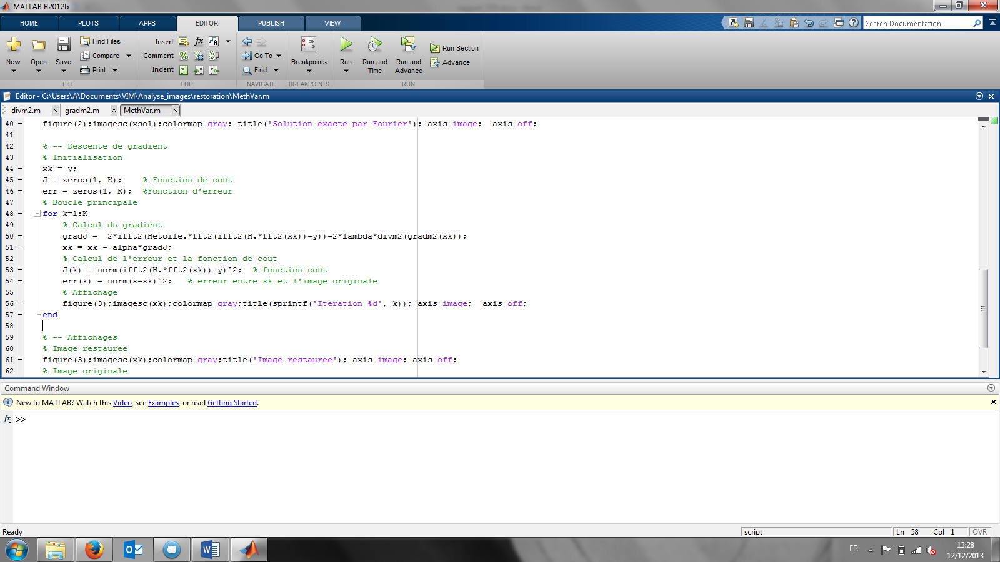 MATLAB R2012b
HOME PLOTS APPS EDITOR PUBLISH VIEW
Search Documentation
New Open Save Find Files Compare Print
Insert Comment Indent
Go To Find
Breakpoints
Run Run and Time Run and Advance Run Section Advance
FILE EDIT NAVIGATE BREAKPOINTS RUN
Editor - C:\Users\A\Documents\VIM\Analyse_images\restoration\MethVar.m
divm2.m gradm2.m MethVar.m
40 figure(2);imagesc(xsol);colormap gray; title('Solution exacte par Fourier'); axis image;  axis off;
41
42 % -- Descente de gradient
43 % Initialisation
44 xk = y;
45 J = zeros(1, K);    % Fonction de cout
46 err = zeros(1, K);  %Fonction d'erreur
47 % Boucle principale
48 for k=1:K
49     % Calcul du gradient
50     gradJ =  2*ifft2(Hetoile.*fft2(ifft2(H.*fft2(xk))-y))-2*lambda*divm2(gradm2(xk));
51     xk = xk - alpha*gradJ;
52     % Calcul de l'erreur et la fonction de cout
53     J(k) = norm(ifft2(H.*fft2(xk))-y)^2;  % fonction cout
54     err(k) = norm(x-xk)^2;   % erreur entre xk et l'image originale
55     % Affichage
56     figure(3);imagesc(xk);colormap gray;title(sprintf('Iteration %d', k)); axis image;  axis off;
57 end
58
59 % -- Affichages
60 % Image restauree
61 figure(3);imagesc(xk);colormap gray;title('Image restauree'); axis image; axis off;
62 % Image originale
Command Window
New to MATLAB? Watch this Video, see Examples, or read Getting Started.
fx >>
Ready script Ln 58 Col 1 OVR
FR 13:28
12/12/2013